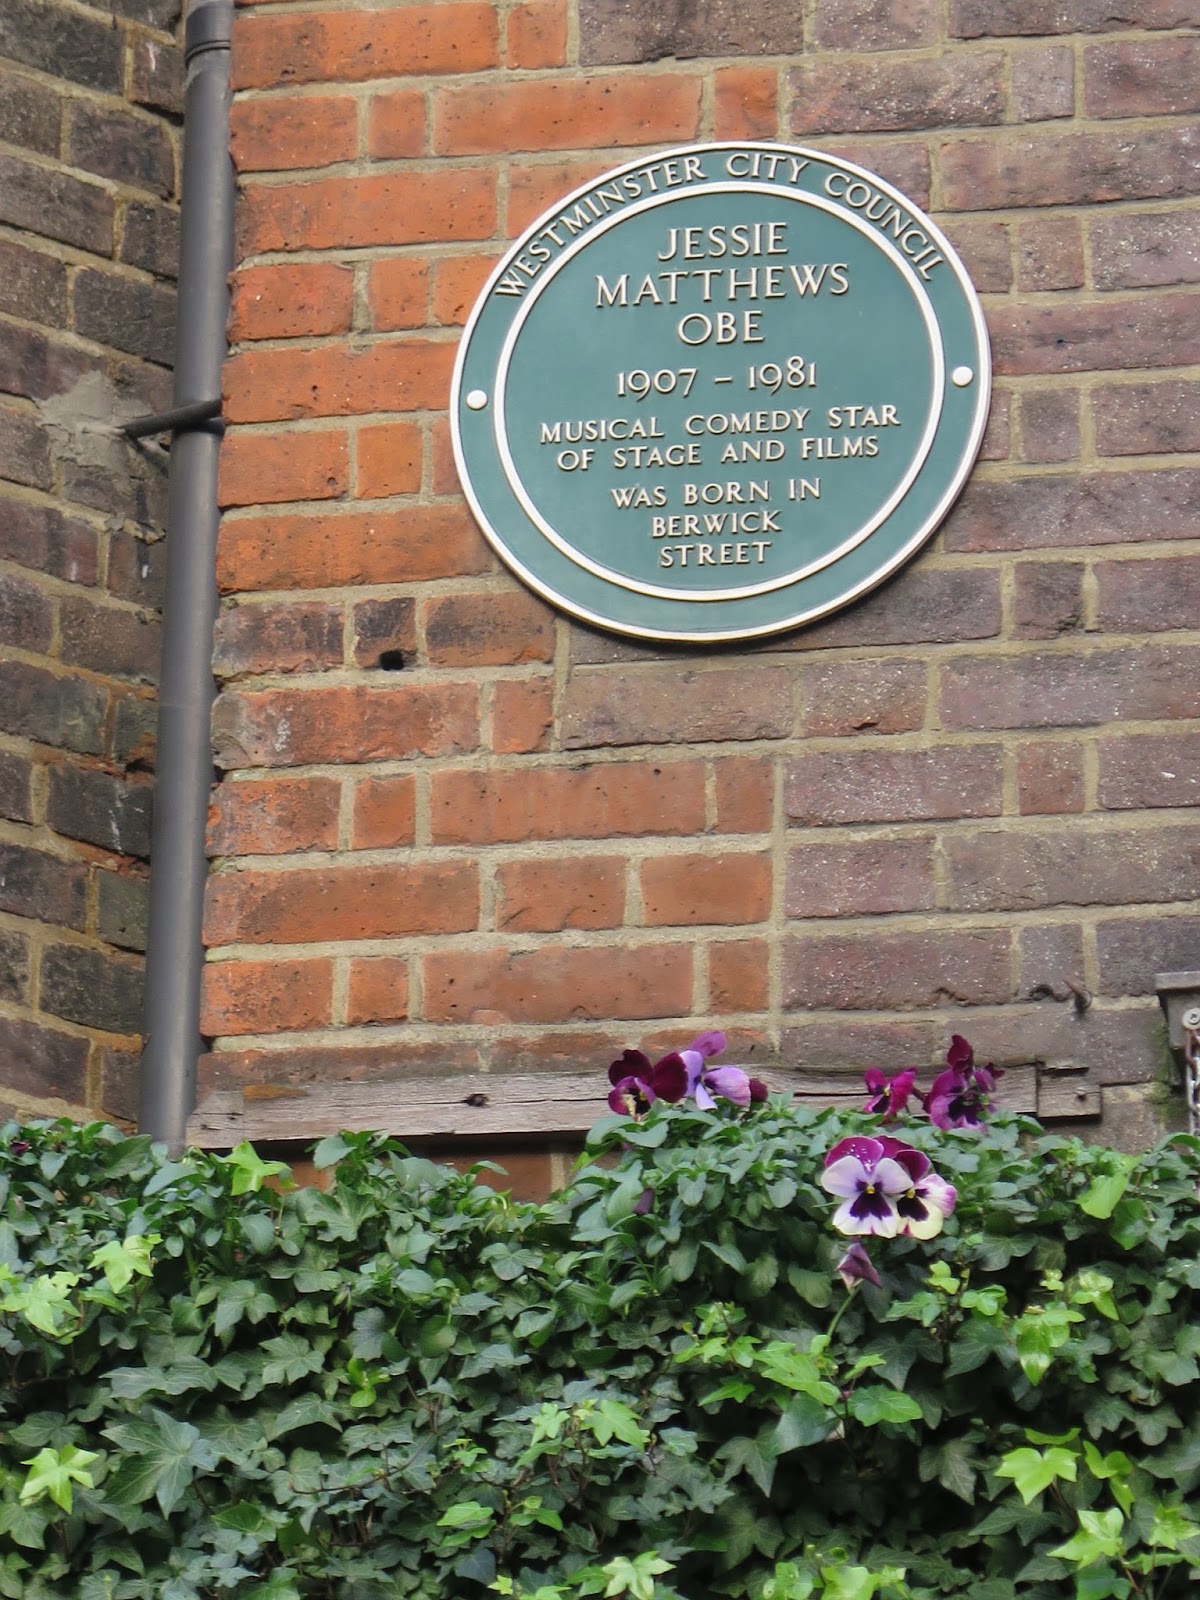 WESTMINSTER CITY COUNCIL
JESSIE
MATTHEWS
OBE
1907 – 1981
MUSICAL COMEDY STAR
OF STAGE AND FILMS
WAS BORN IN
BERWICK
STREET